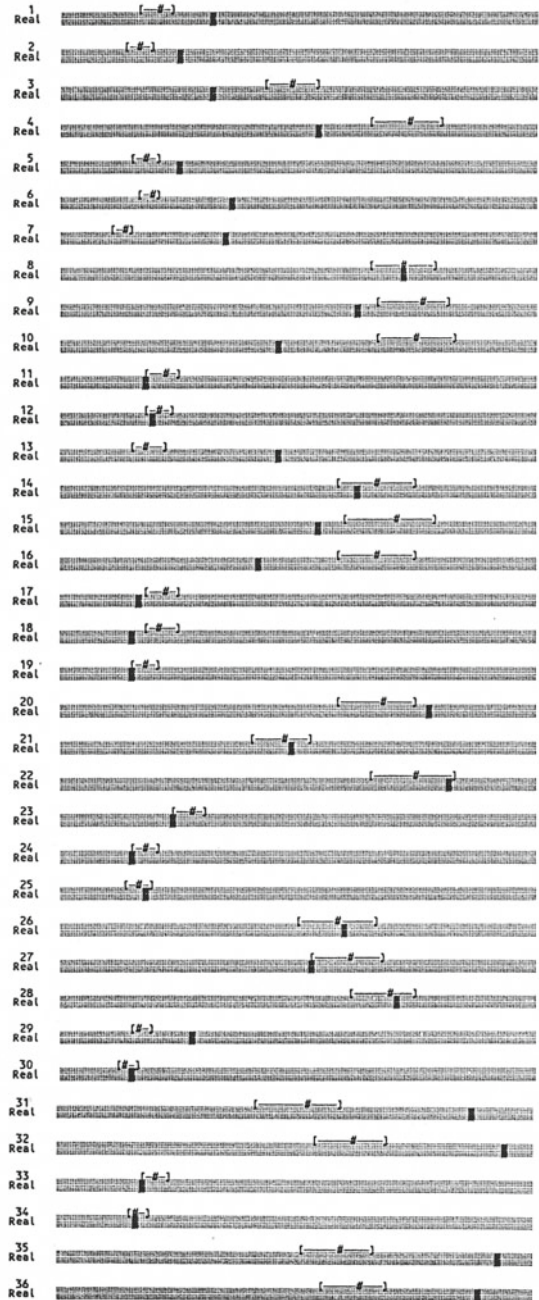 1 [—#-]
Real
2 [-#-]
Real
3 [——#——]
Real
4 [———#———]
Real
5 [-#-]
Real
6 [-#]
Real
7 [-#]
Real
8 [———#———]
Real
9 [————#——]
Real
10 [————#———]
Real
11 [-#-]
Real
12 [-#-]
Real
13 [-#—]
Real
14 [———#———]
Real
15 [————#———]
Real
16 [———#———]
Real
17 [-#-]
Real
18 [-#—]
Real
19 [-#-]
Real
20 [————#——]
Real
21 [——#—]
Real
22 [————#———]
Real
23 [—#-]
Real
24 [-#-]
Real
25 [-#-]
Real
26 [———#———]
Real
27 [———#——]
Real
28 [———#——]
Real
29 [#-]
Real
30 [#-]
Real
31 [————#———]
Real
32 [———#——]
Real
33 [-#-]
Real
34 [#-]
Real
35 [———#——]
Real
36 [———#——]
Real